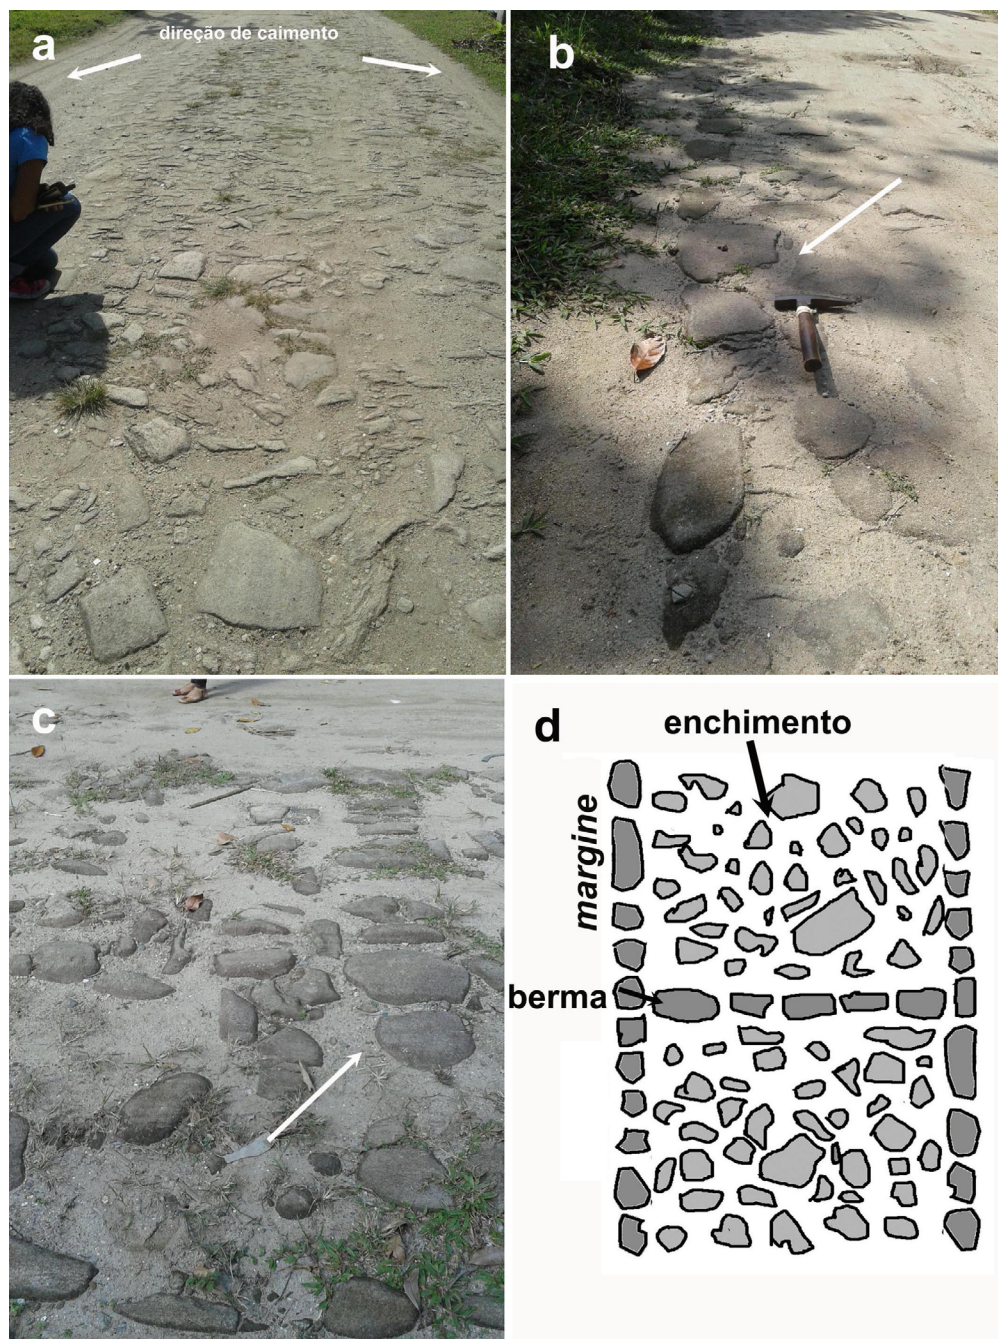 a
direção de caimento
b
c
d
enchimento
margine
berma